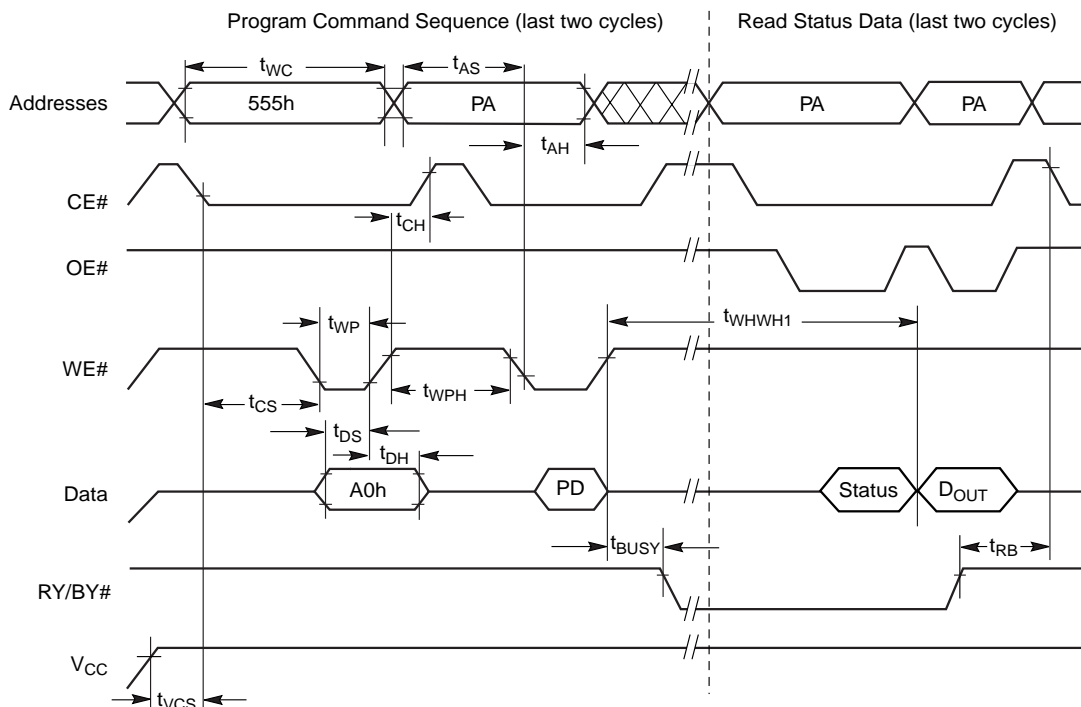 Program Command Sequence (last two cycles) Read Status Data (last two cycles)
tWC tAS
Addresses 555h PA PA PA
tAH
CE#
tCH
OE#
tWP tWHWH1
WE#
tWPH
tCS
tDS
tDH
Data A0h PD Status DOUT
tBUSY tRB
RY/BY#
VCC
tVCS